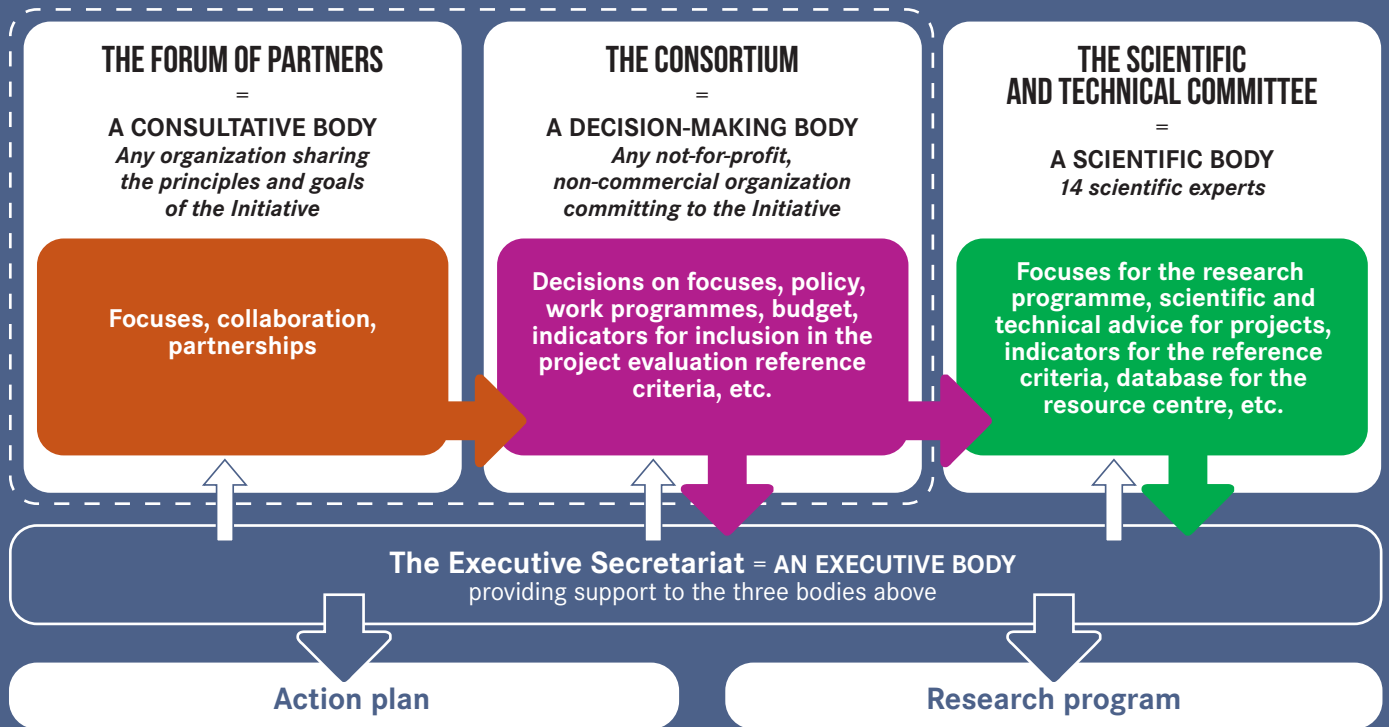 THE FORUM OF PARTNERS
=
A CONSULTATIVE BODY
Any organization sharing
the principles and goals
of the Initiative
Focuses, collaboration,
partnerships
THE CONSORTIUM
=
A DECISION-MAKING BODY
Any not-for-profit,
non-commercial organization
committing to the Initiative
Decisions on focuses, policy,
work programmes, budget,
indicators for inclusion in the
project evaluation reference
criteria, etc.
THE SCIENTIFIC
AND TECHNICAL COMMITTEE
=
A SCIENTIFIC BODY
14 scientific experts
Focuses for the research
programme, scientific and
technical advice for projects,
indicators for the reference
criteria, database for the
resource centre, etc.
The Executive Secretariat = AN EXECUTIVE BODY
providing support to the three bodies above
Action plan
Research program